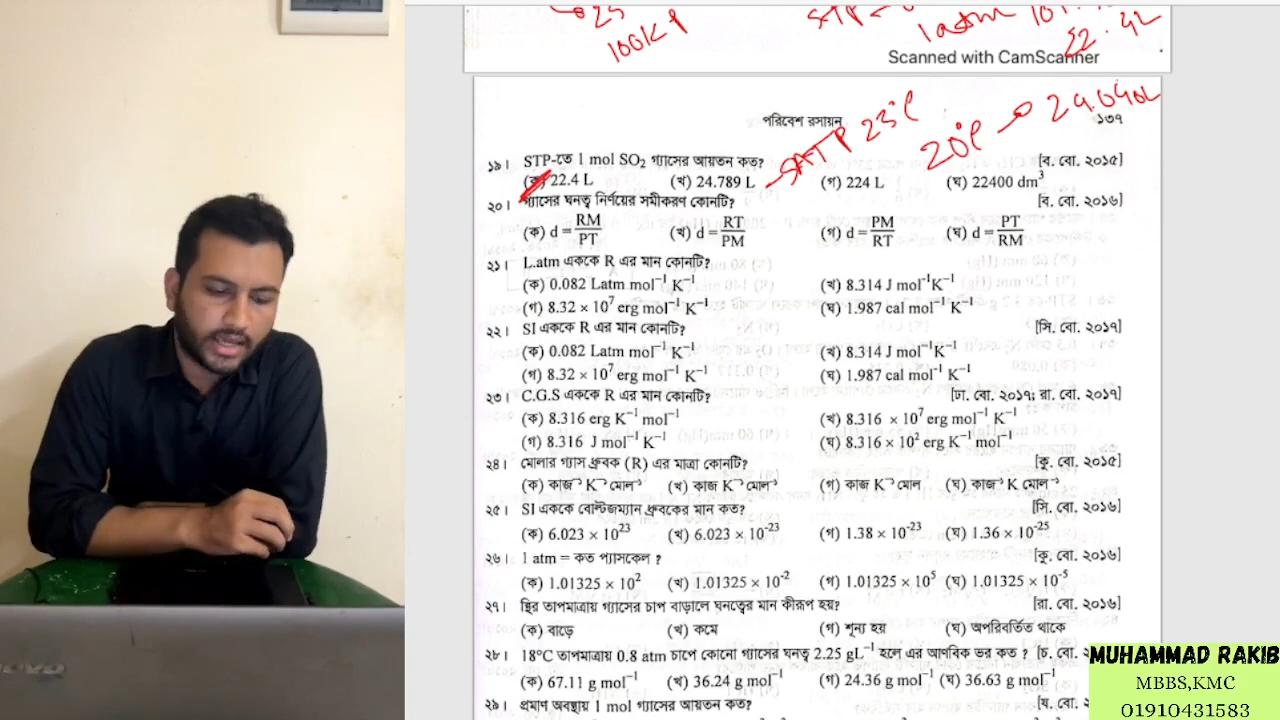 25
100KP
STP
1atm 101.
22.4L
Scanned with CamScanner
পরিবেশ রসায়ন
১৩৭
SATP 25°C
20°C → 24.04L
১৯। STP-তে 1 mol SO2 গ্যাসের আয়তন কত? [ব. বো. ২০১৫]
(ক) 22.4 L (খ) 24.789 L (গ) 224 L (ঘ) 22400 dm³
২০। গ্যাসের ঘনত্ব নির্ণয়ের সমীকরণ কোনটি? [ব. বো. ২০১৬]
(ক) d = RM/PT (খ) d = RT/PM (গ) d = PM/RT (ঘ) d = PT/RM
২১। L.atm এককে R এর মান কোনটি?
(ক) 0.082 Latm mol⁻¹ K⁻¹ (খ) 8.314 J mol⁻¹K⁻¹
(গ) 8.32 × 10⁷ erg mol⁻¹ K⁻¹ (ঘ) 1.987 cal mol⁻¹ K⁻¹
২২। SI এককে R এর মান কোনটি? [সি. বো. ২০১৭]
(ক) 0.082 Latm mol⁻¹ K⁻¹ (খ) 8.314 J mol⁻¹K⁻¹
(গ) 8.32 × 10⁷ erg mol⁻¹ K⁻¹ (ঘ) 1.987 cal mol⁻¹ K⁻¹
২৩। C.G.S এককে R এর মান কোনটি? [ঢা. বো. ২০১৭; রা. বো. ২০১৭]
(ক) 8.316 erg K⁻¹mol⁻¹ (খ) 8.316 × 10⁷ erg mol⁻¹ K⁻¹
(গ) 8.316 J mol⁻¹ K⁻¹ (ঘ) 8.316 × 10² erg K⁻¹ mol⁻¹
২৪। মোলার গ্যাস ধ্রুবক (R) এর মাত্রা কোনটি? [কু. বো. ২০১৫]
(ক) কাজ⁻¹ K⁻¹ মোল⁻¹ (খ) কাজ K⁻¹ মোল⁻¹ (গ) কাজ K⁻¹ মোল (ঘ) কাজ⁻¹ K মোল⁻¹
২৫। SI এককে বোল্টজম্যান ধ্রুবকের মান কত? [সি. বো. ২০১৬]
(ক) 6.023 × 10²³ (খ) 6.023 × 10⁻²³ (গ) 1.38 × 10⁻²³ (ঘ) 1.36 × 10⁻²⁵
২৬। 1 atm = কত প্যাসকেল ? [কু. বো. ২০১৬]
(ক) 1.01325 × 10² (খ) 1.01325 × 10⁻² (গ) 1.01325 × 10⁵ (ঘ) 1.01325 × 10⁻⁵
২৭। স্থির তাপমাত্রায় গ্যাসের চাপ বাড়ালে ঘনত্বের মান কীরূপ হয়? [রা. বো. ২০১৬]
(ক) বাড়ে (খ) কমে (গ) শূন্য হয় (ঘ) অপরিবর্তিত থাকে
২৮। 18°C তাপমাত্রায় 0.8 atm চাপে কোনো গ্যাসের ঘনত্ব 2.25 gL⁻¹ হলে এর আণবিক ভর কত ? [চ. বো. ২
(ক) 67.11 g mol⁻¹ (খ) 36.24 g mol⁻¹ (গ) 24.36 g mol⁻¹ (ঘ) 36.63 g mol⁻¹
২৯। প্রমাণ অবস্থায় 1 mol গ্যাসের আয়তন কত? [য. বো. ২
MUHAMMAD RAKIB
MBBS,KMC
01910431583